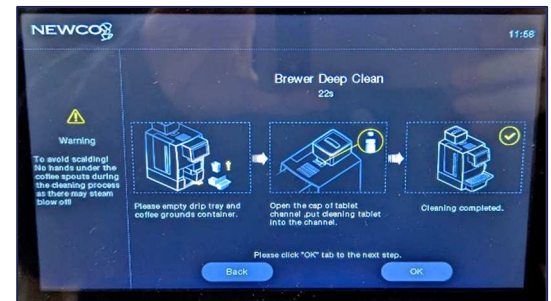 NEWCO
11:58
Brewer Deep Clean
22s
Warning
To avoid scalding!
No hands under the
coffee spouts during
the cleaning process
as there may steam
blow off!
Please empty drip tray and
coffee grounds container.
Open the cap of tablet
channel ,put cleaning tablet
into the channel.
Cleaning completed.
Please click "OK" tab to the next step.
Back
OK